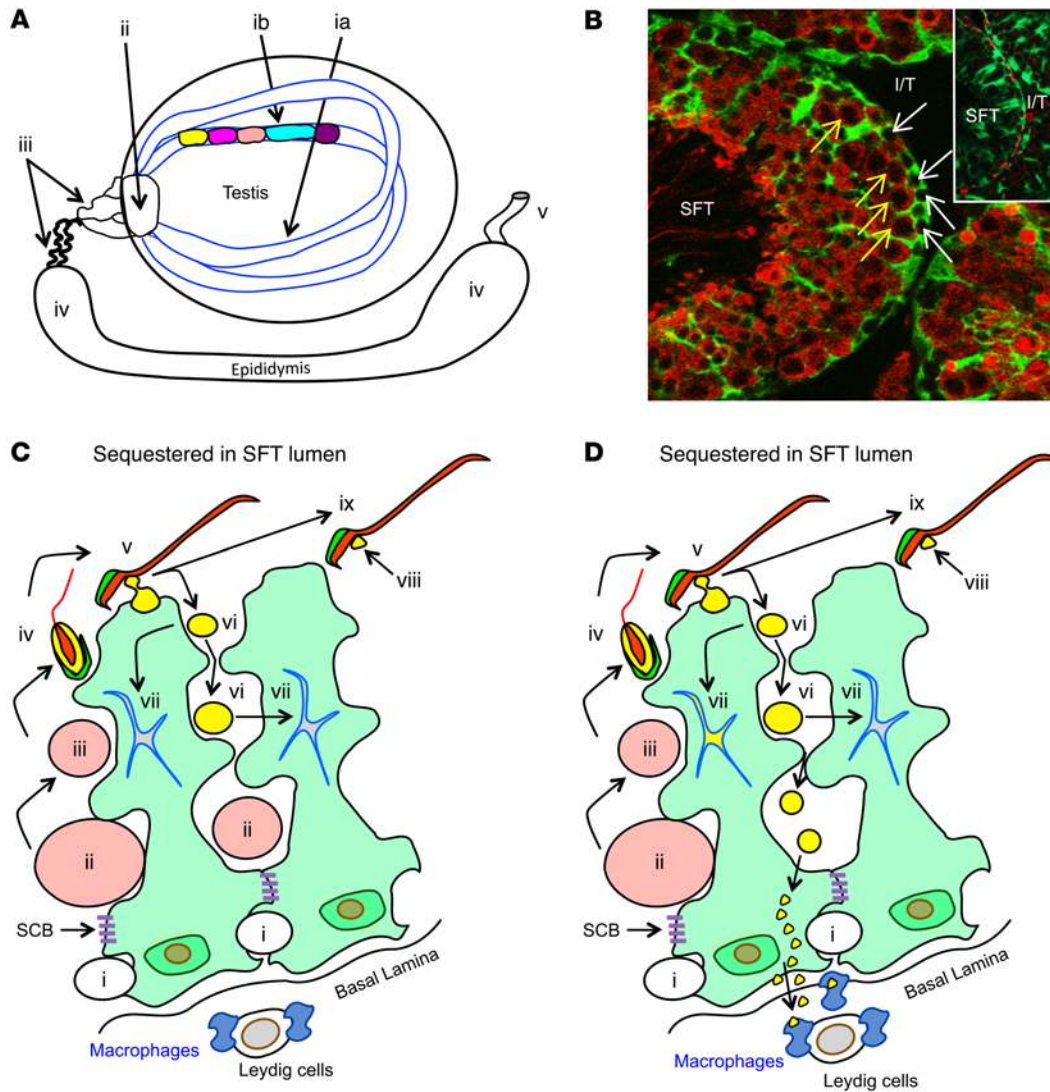 A
ii
ib
ia
iii
Testis
v
iv
iv
Epididymis
B
I/T
I/T
SFT
SFT
C
Sequestered in SFT lumen
ix
v
viii
iv
vi
vii
vi
vii
iii
ii
ii
SCB
i
i
Basal Lamina
Macrophages
Leydig cells
D
Sequestered in SFT lumen
ix
v
viii
iv
vi
vii
vi
vii
iii
ii
SCB
i
i
Basal Lamina
Macrophages
Leydig cells